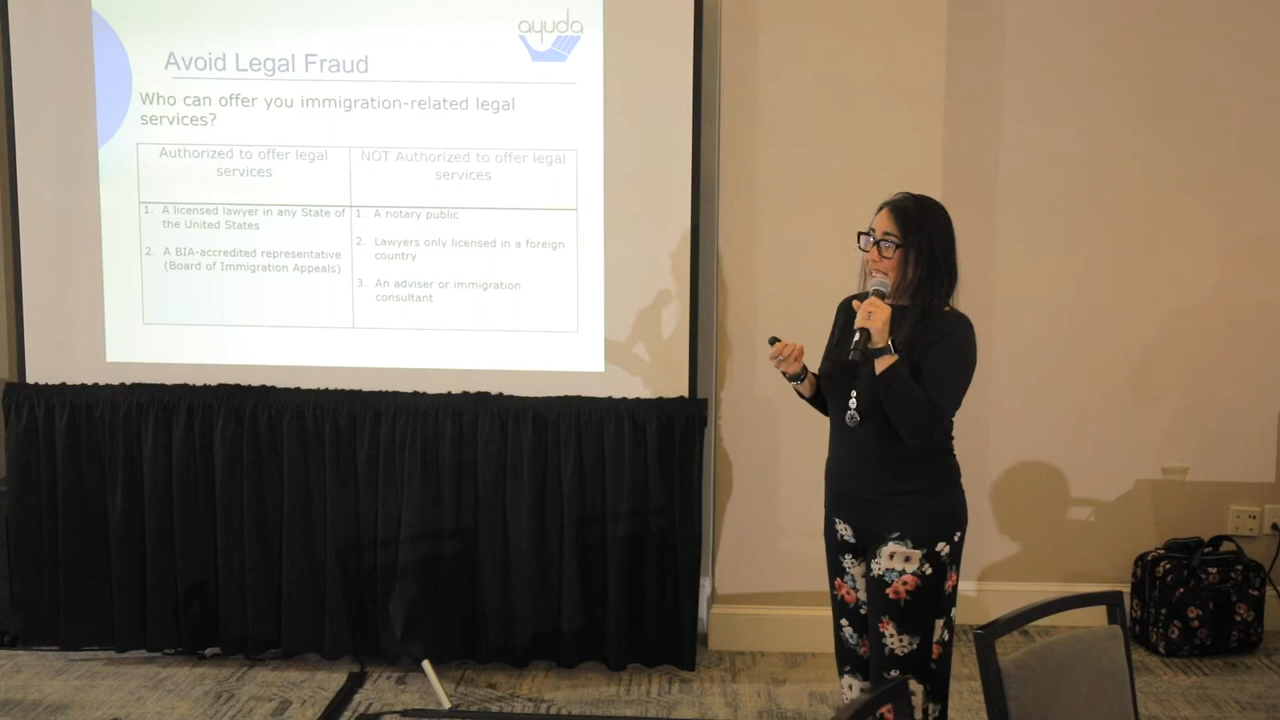 ayuda
Avoid Legal Fraud
Who can offer you immigration-related legal
services?
Authorized to offer legal
services
NOT Authorized to offer legal
services
1. A licensed lawyer in any State of
the United States
2. A BIA-accredited representative
(Board of Immigration Appeals)
1. A notary public
2. Lawyers only licensed in a foreign
country
3. An adviser or immigration
consultant